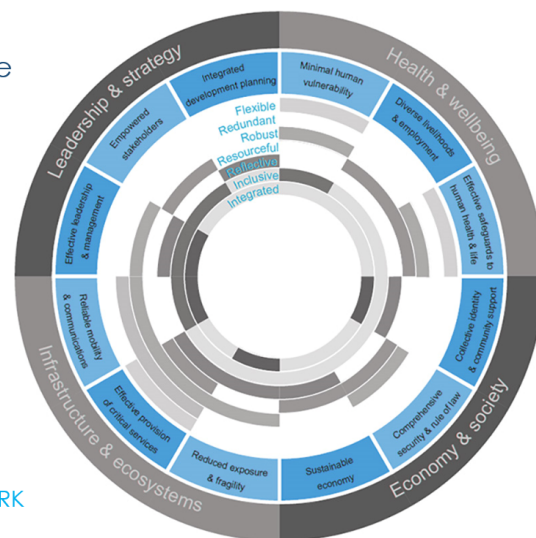 e
Leadership & strategy
Health & wellbeing
Economy & society
Infrastructure & ecosystems
Integrated
development planning
Minimal human
vulnerability
Diverse livelihoods
& employment
Effective safeguards to
human health & life
Collective identity
& community support
Comprehensive
security & rule of law
Sustainable
economy
Reduced exposure
& fragility
Effective provision
of critical services
Reliable mobility
& communications
Effective leadership
& management
Empowered
stakeholders
Flexible
Redundant
Robust
Resourceful
Reflective
Inclusive
Integrated
RK